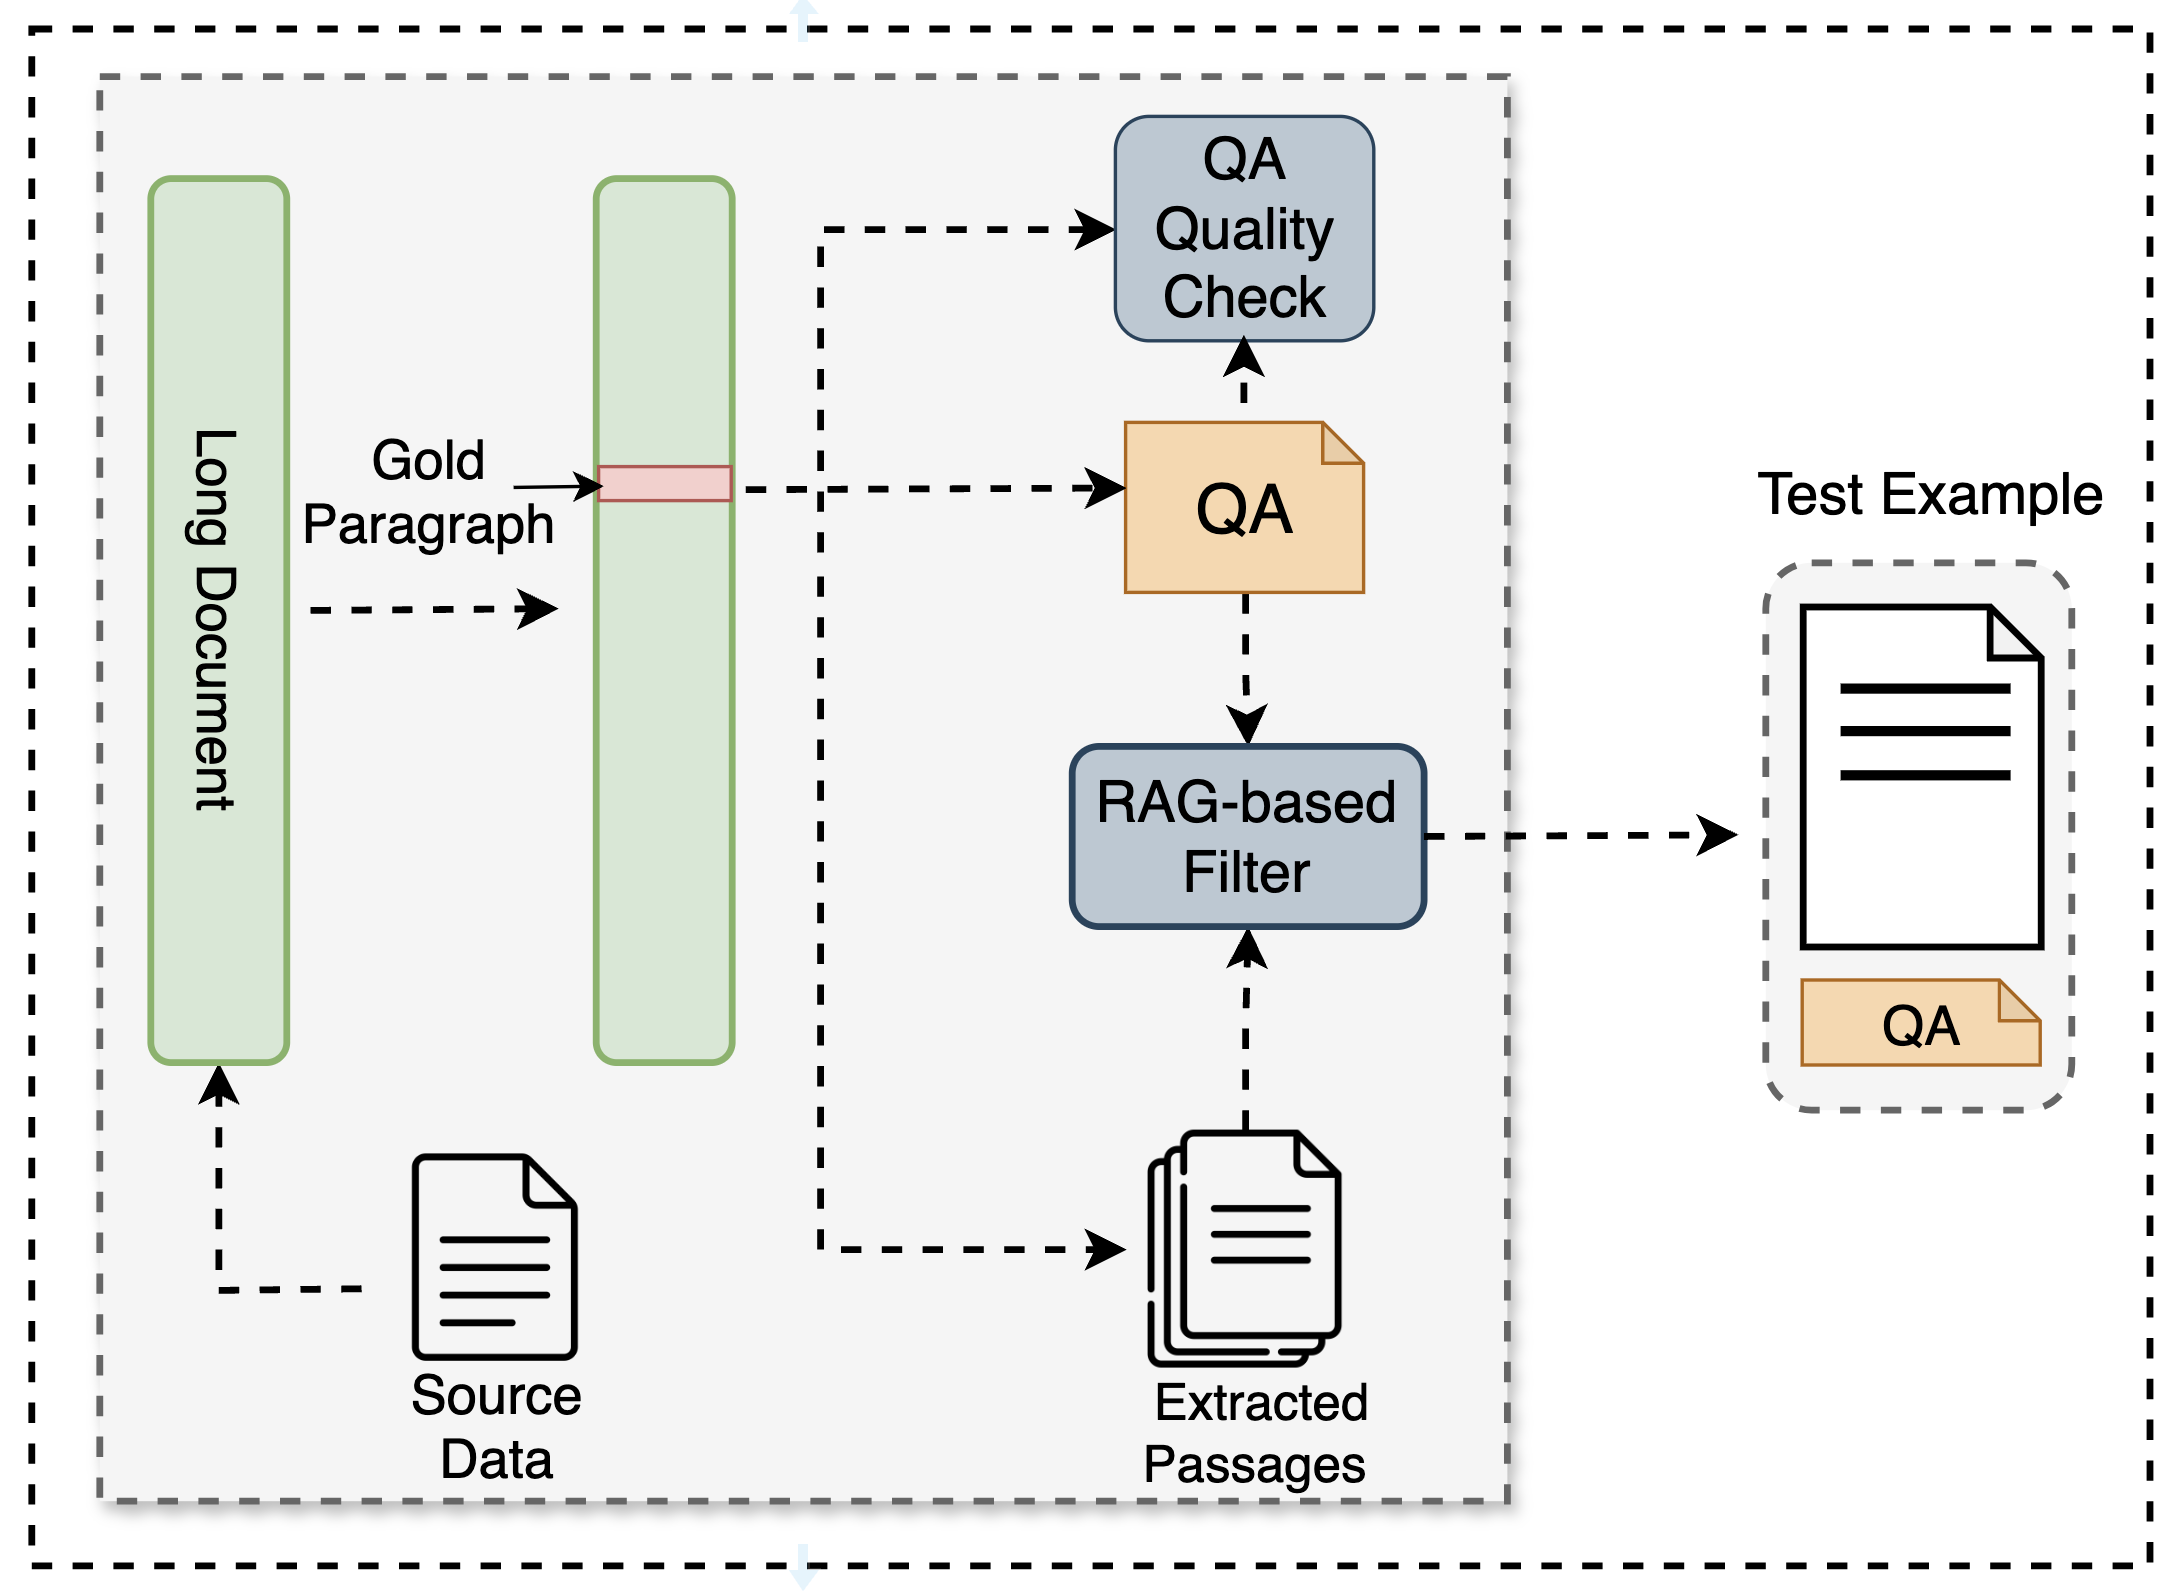 Long Document
Gold
Paragraph
QA
Quality
Check
QA
RAG-based
Filter
Source
Data
Extracted
Passages
Test Example
QA